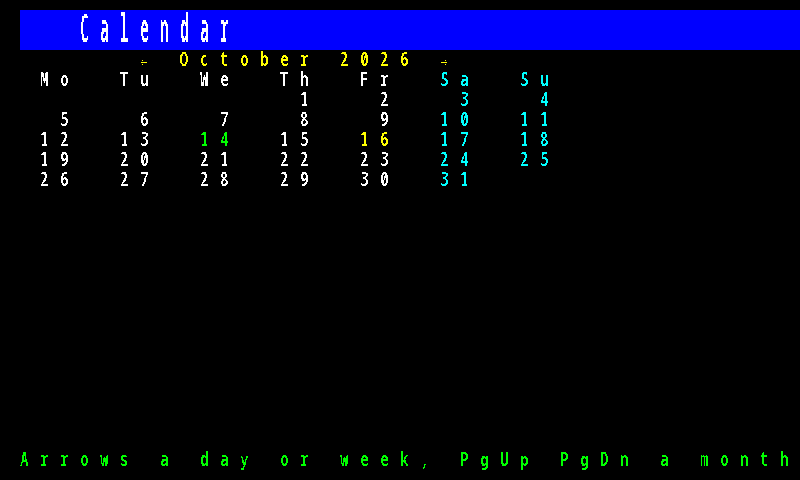 Calendar
← October 2026 →
Mo Tu We Th Fr Sa Su
1 2 3 4
5 6 7 8 9 10 11
12 13 14 15 16 17 18
19 20 21 22 23 24 25
26 27 28 29 30 31
Arrows a day or week, PgUp PgDn a month